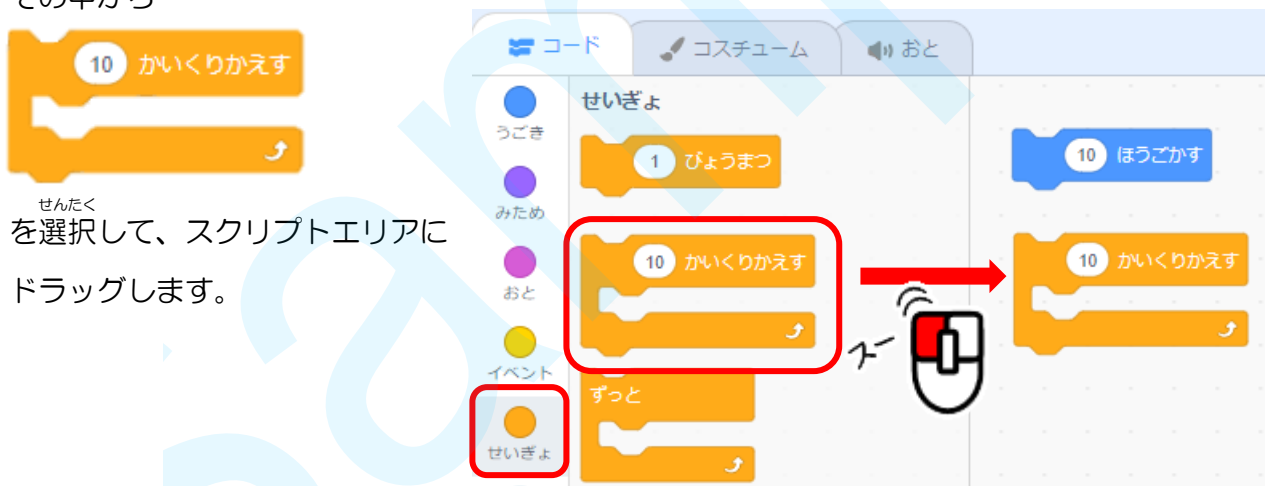 その中から
10 かいくりかえす
せんたく
を選択して、スクリプトエリアに
ドラッグします。
コード コスチューム おと
うごき
みため
おと
イベント
せいぎょ
せいぎょ
1 びょうまつ
10 かいくりかえす
ずっと
スー
10 ほうごかす
10 かいくりかえす